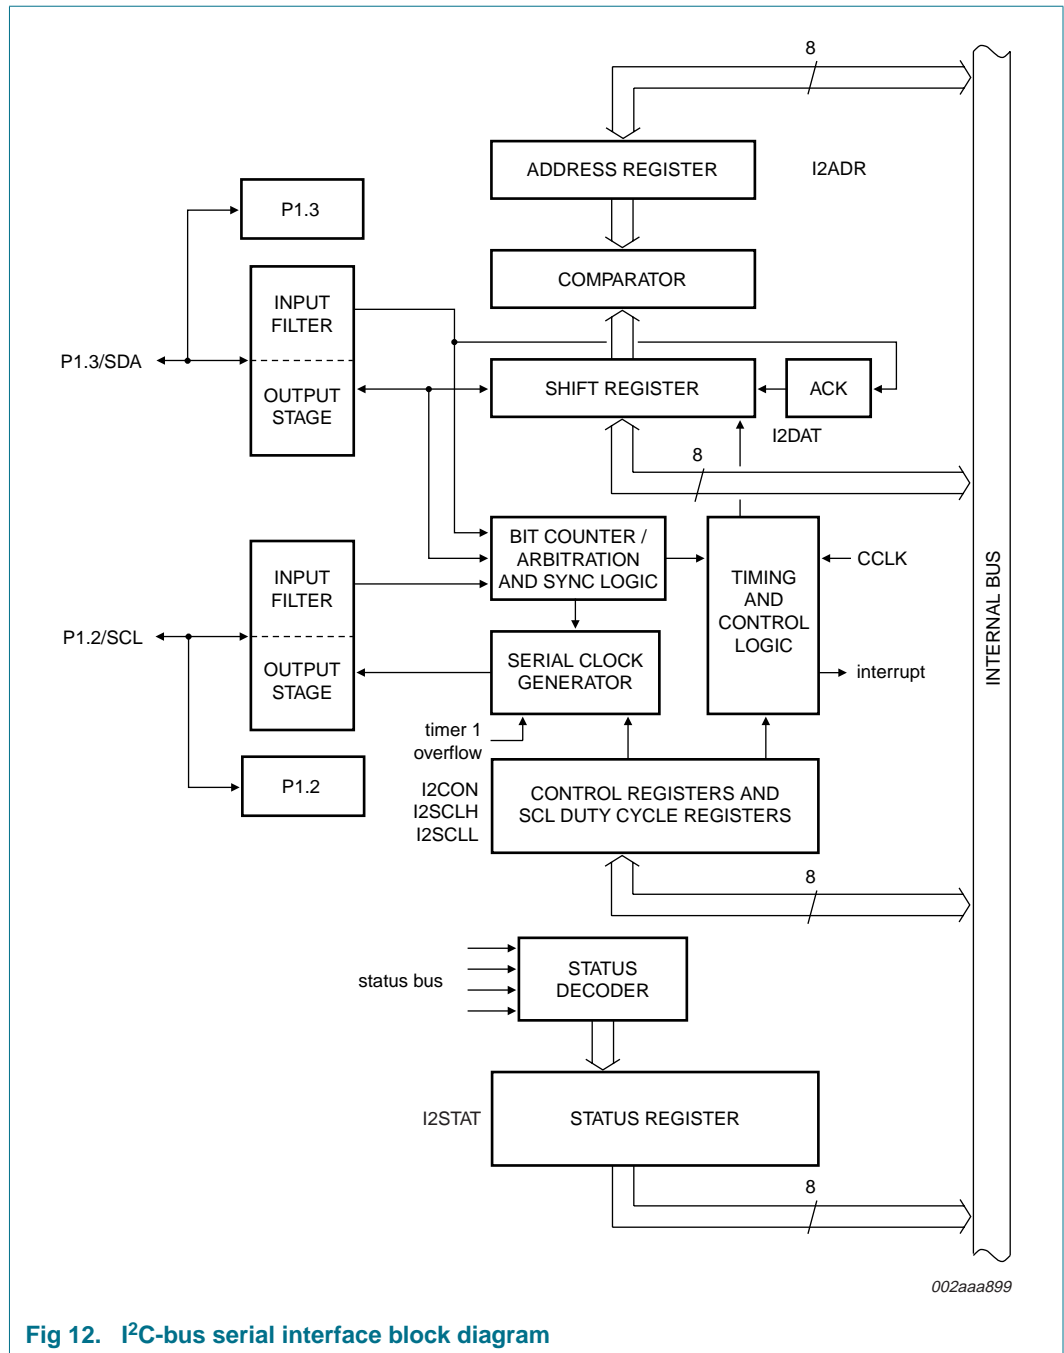 8
ADDRESS REGISTER
I2ADR
P1.3
COMPARATOR
INPUT
FILTER
P1.3/SDA
OUTPUT
STAGE
SHIFT REGISTER
ACK
I2DAT
8
BIT COUNTER /
ARBITRATION
AND SYNC LOGIC
INPUT
FILTER
TIMING
AND
CONTROL
LOGIC
CCLK
INTERNAL BUS
P1.2/SCL
OUTPUT
STAGE
SERIAL CLOCK
GENERATOR
interrupt
timer 1
overflow
P1.2
I2CON
I2SCLH
I2SCLL
CONTROL REGISTERS AND
SCL DUTY CYCLE REGISTERS
8
status bus
STATUS
DECODER
I2STAT
STATUS REGISTER
8
002aaa899
Fig 12. I²C-bus serial interface block diagram